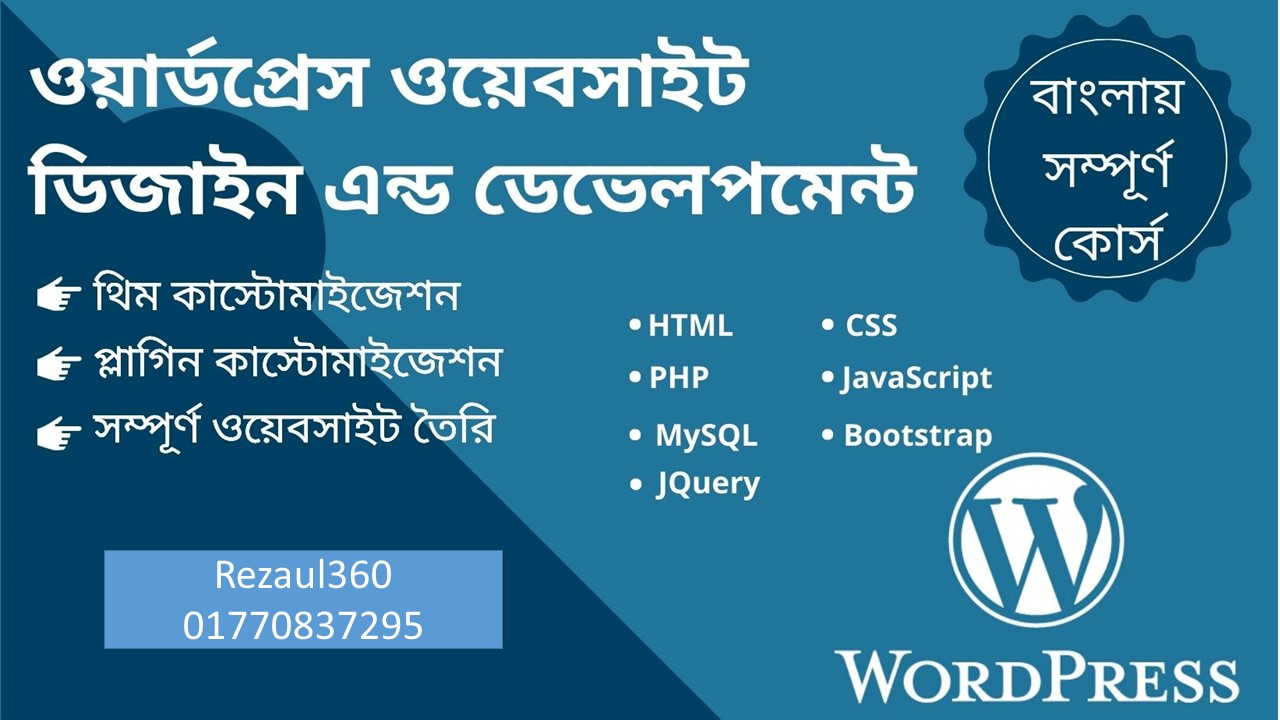 ওয়ার্ডপ্রেস ওয়েবসাইট
ডিজাইন এন্ড ডেভেলপমেন্ট
বাংলায়
সম্পূর্ণ
কোর্স
থিম কাস্টোমাইজেশন
প্লাগিন কাস্টোমাইজেশন
সম্পূর্ণ ওয়েবসাইট তৈরি
• HTML
• CSS
• PHP
• JavaScript
• MySQL
• Bootstrap
• JQuery
Rezaul360
01770837295
W
WORDPRESS